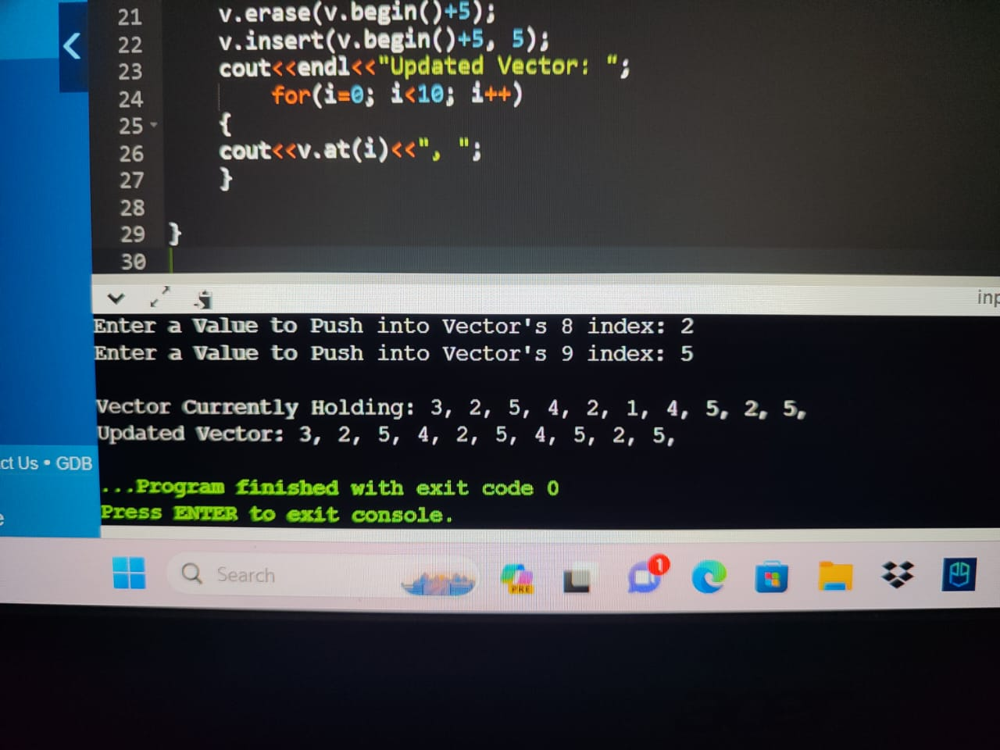 21 v.erase(v.begin()+5);
22 v.insert(v.begin()+5, 5);
23 cout<<endl<<"Updated Vector: ";
24 for(i=0; i<10; i++)
25 {
26 cout<<v.at(i)<<", ";
27 }
28
29 }
30
inp
Enter a Value to Push into Vector's 8 index: 2
Enter a Value to Push into Vector's 9 index: 5
Vector Currently Holding: 3, 2, 5, 4, 2, 1, 4, 5, 2, 5,
Updated Vector: 3, 2, 5, 4, 2, 5, 4, 5, 2, 5,
ct Us • GDB
...Program finished with exit code 0
Press ENTER to exit console.
e
Search
PRE
1